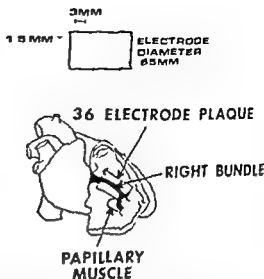 3MM
1 5 MM
ELECTRODE
DIAMETER
65MM
36 ELECTRODE PLAQUE
RIGHT BUNDLE
PAPILLARY
MUSCLE